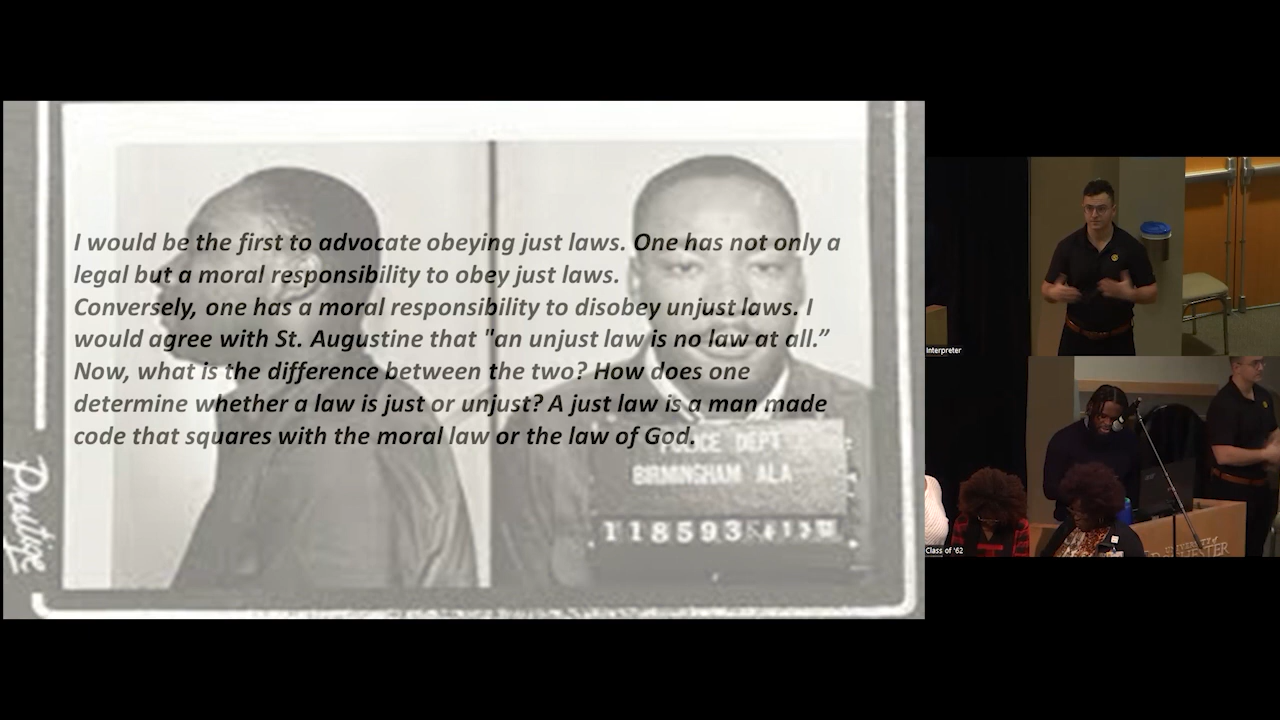 I would be the first to advocate obeying just laws. One has not only a
legal but a moral responsibility to obey just laws.
Conversely, one has a moral responsibility to disobey unjust laws. I
would agree with St. Augustine that "an unjust law is no law at all.”
Now, what is the difference between the two? How does one
determine whether a law is just or unjust? A just law is a man made
code that squares with the moral law or the law of God.
POLICE DEPT
BIRMINGHAM ALA
Interpreter
Class of '62